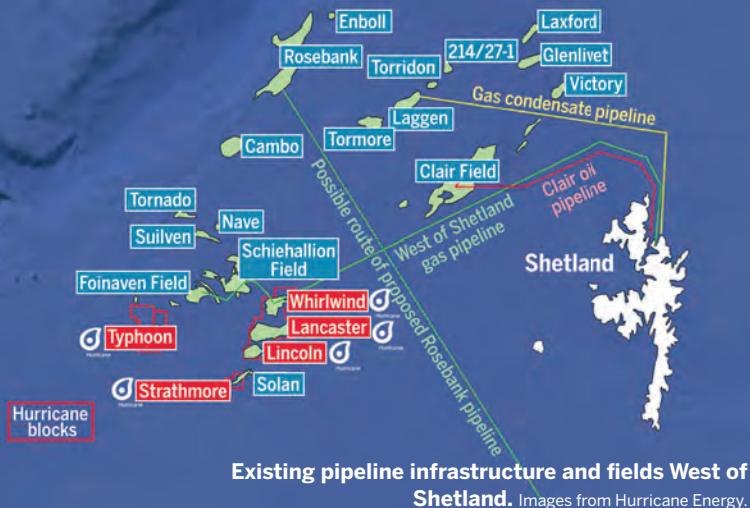 Enboll
Laxford
Rosebank
214/27-1
Glenlivet
Torridon
Victory
Gas condensate pipeline
Laggen
Tormore
Cambo
Clair Field
Clair oil
pipeline
Possible route of proposed Rosebank pipeline
Tornado
Nave
Suilven
West of Shetland
gas pipeline
Schiehallion
Field
Shetland
Foinaven Field
Whirlwind
Hurricane
Lancaster
Hurricane
Typhoon
Hurricane
Lincoln
Hurricane
Strathmore
Hurricane
Solan
Hurricane
blocks
Existing pipeline infrastructure and fields West of
Shetland. Images from Hurricane Energy.